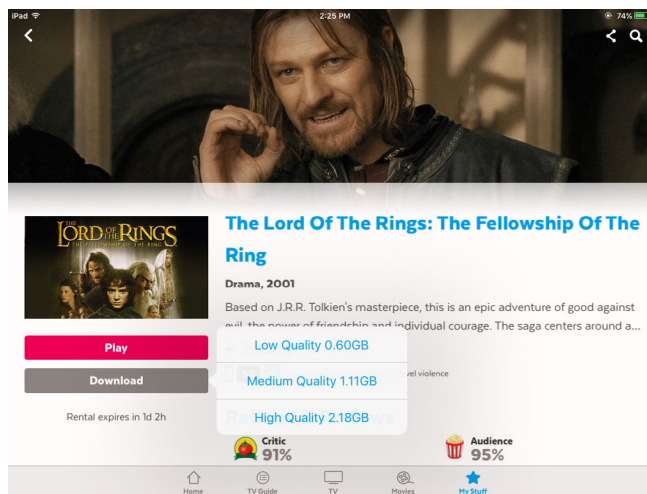 iPad 2:25 PM 74%
The Lord Of The Rings: The Fellowship Of The
Ring
THE
LORD OF THE RINGS
THE FELLOWSHIP OF THE RING
Drama, 2001
Based on J.R.R. Tolkien's masterpiece, this is an epic adventure of good against
evil, the power of friendship and individual courage. The saga centers around a...
Play
Download
Rental expires in 1d 2h
Low Quality 0.60GB
Medium Quality 1.11GB
High Quality 2.18GB
violence
Critic
91%
Audience
95%
Home TV Guide TV Movies My Stuff